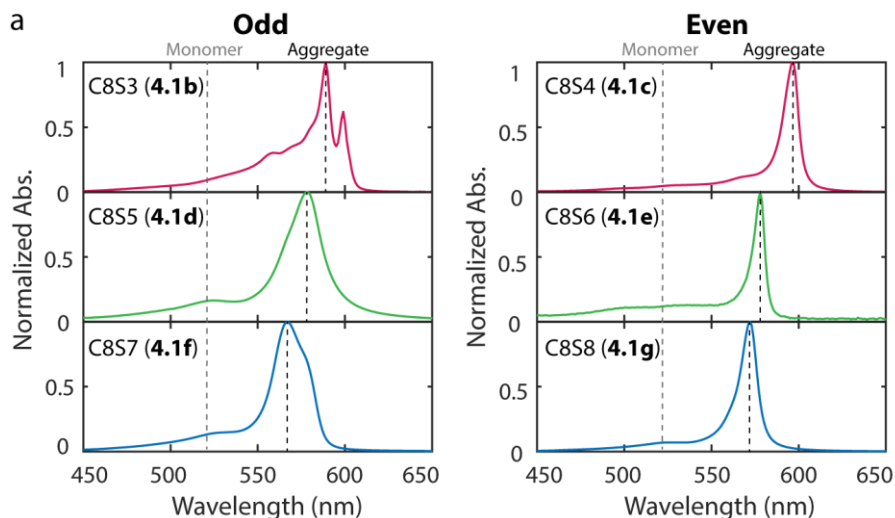 a
Odd
Even
Monomer
Aggregate
Monomer
Aggregate
Normalized Abs.
1
0.5
0
C8S3 (4.1b)
0.5
0
C8S5 (4.1d)
0.5
0
C8S7 (4.1f)
450 500 550 600 650
Wavelength (nm)
Normalized Abs.
1
0.5
0
C8S4 (4.1c)
0.5
0
C8S6 (4.1e)
0.5
0
C8S8 (4.1g)
450 500 550 600 650
Wavelength (nm)